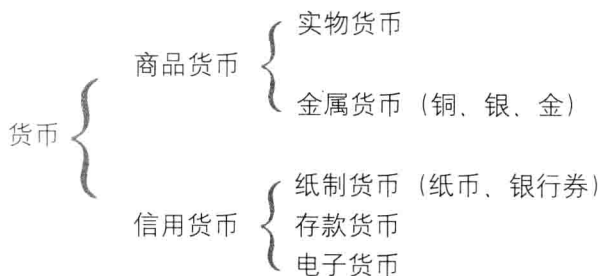 实物货币
商品货币
金属货币（铜、银、金）
货币
纸制货币（纸币、银行券）
信用货币
存款货币
电子货币